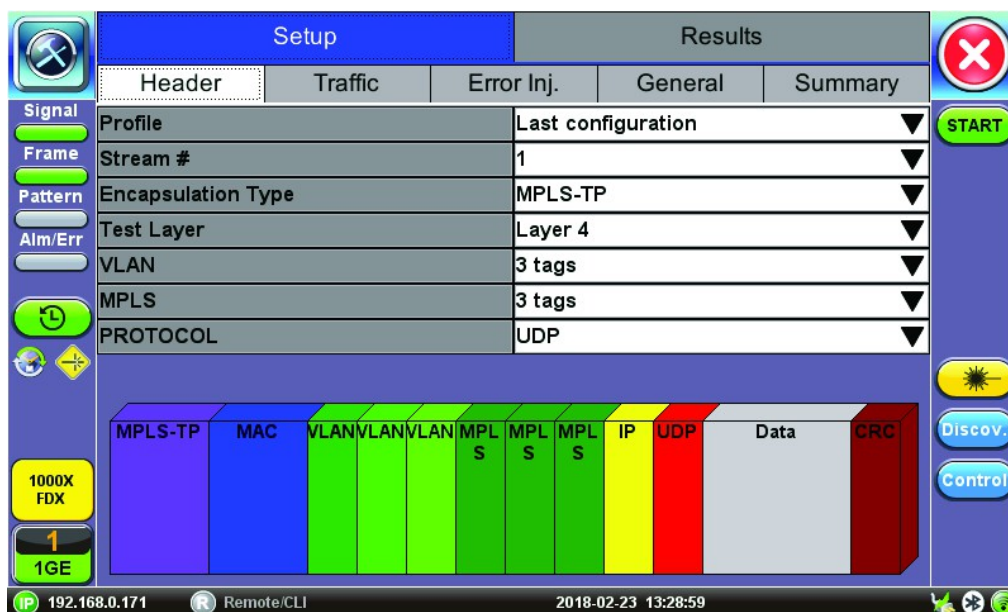 Setup Results
Header Traffic Error Inj. General Summary
Signal
Frame
Pattern
Alm/Err
Profile Last configuration
Stream # 1
Encapsulation Type MPLS-TP
Test Layer Layer 4
VLAN 3 tags
MPLS 3 tags
PROTOCOL UDP
START
MPLS-TP MAC VLAN VLAN VLAN MPL MPL MPL IP UDP Data CRC
S S S
Discov.
Control
1000X
FDX
1
1GE
IP 192.168.0.171 R Remote/CLI 2018-02-23 13:28:59